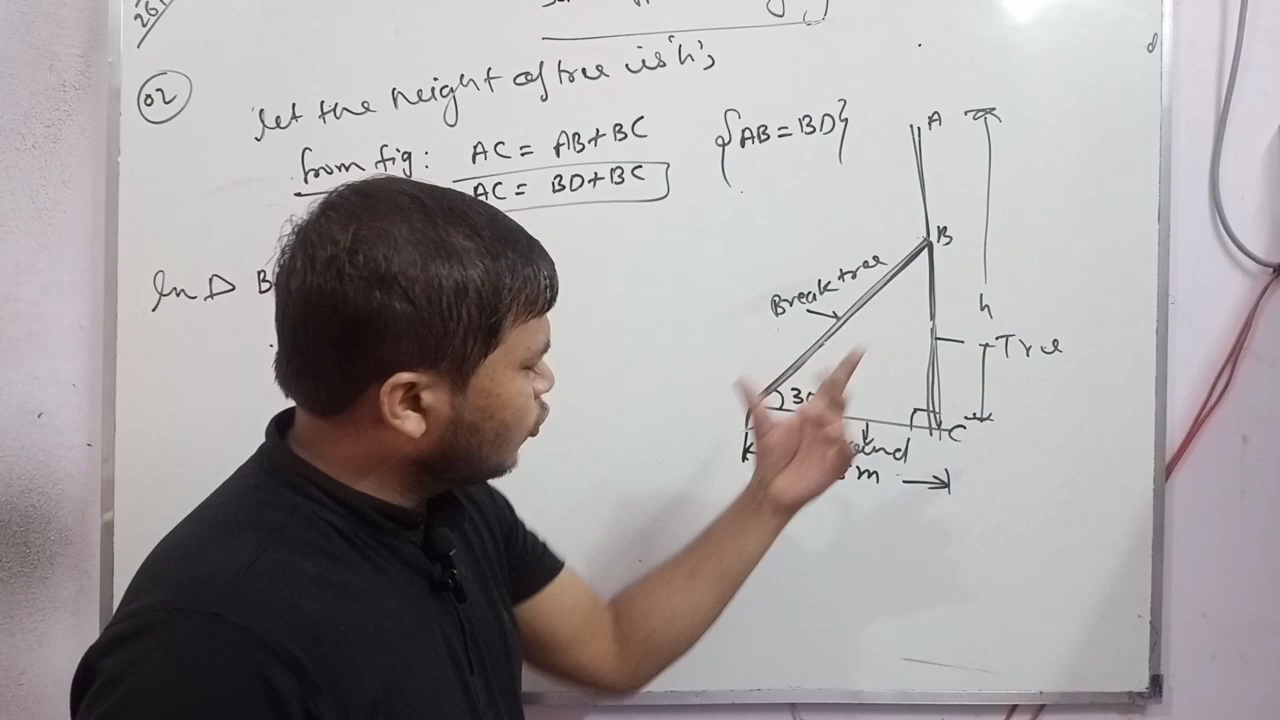 02
let the height of tree is 'h',
from fig: AC = AB + BC
{AB = BD}
AC = BD + BC
In Δ B
A
B
Break tree
h
Tree
30
C
m